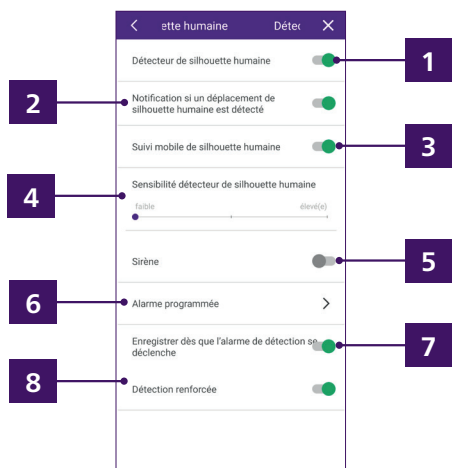 ette humaine Détec
Détecteur de silhouette humaine
1
2
Notification si un déplacement de
silhouette humaine est détecté
Suivi mobile de silhouette humaine
3
4
Sensibilité détecteur de silhouette humaine
faible élevé(e)
Sirène
5
6
Alarme programmée
Enregistrer dès que l'alarme de détection se
déclenche
7
8
Détection renforcée